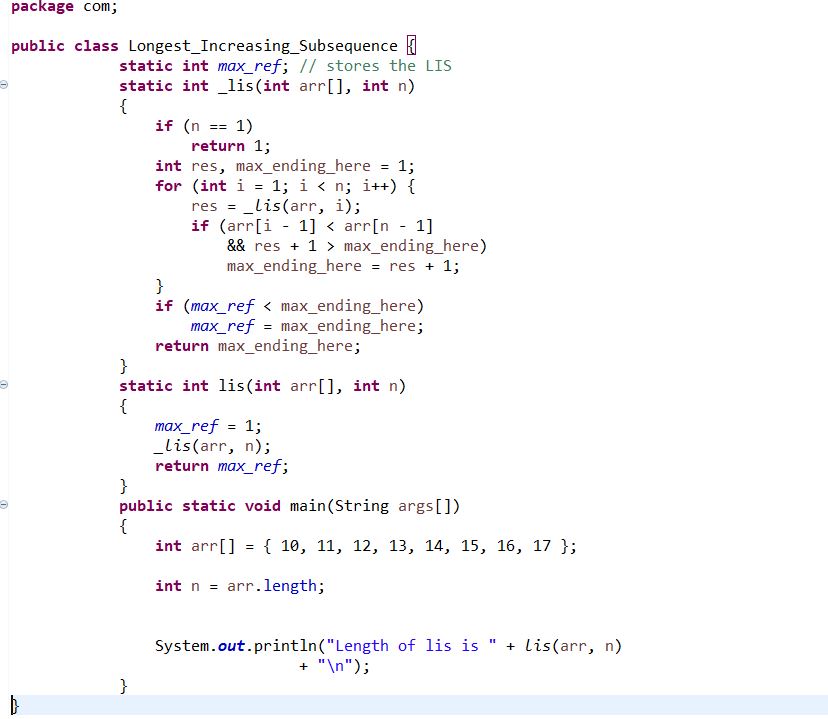 package com;
public class Longest_Increasing_Subsequence {
static int max_ref; // stores the LIS
static int _lis(int arr[], int n)
{
if (n == 1)
return 1;
int res, max_ending_here = 1;
for (int i = 1; i < n; i++) {
res = _lis(arr, i);
if (arr[i - 1] < arr[n - 1]
&& res + 1 > max_ending_here)
max_ending_here = res + 1;
}
if (max_ref < max_ending_here)
max_ref = max_ending_here;
return max_ending_here;
}
static int lis(int arr[], int n)
{
max_ref = 1;
_lis(arr, n);
return max_ref;
}
public static void main(String args[])
{
int arr[] = { 10, 11, 12, 13, 14, 15, 16, 17 };
int n = arr.length;
System.out.println("Length of lis is " + lis(arr, n)
+ "\n");
}
}